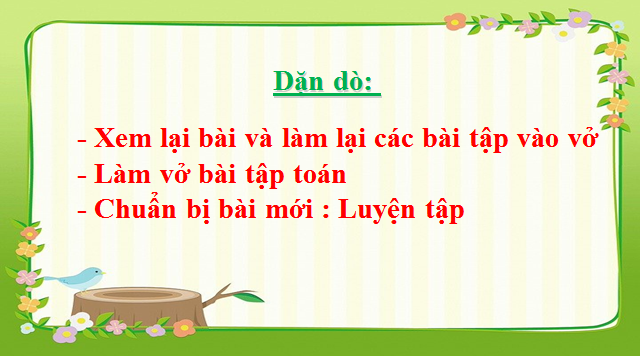 Dặn dò:
- Xem lại bài và làm lại các bài tập vào vở
- Làm vở bài tập toán
- Chuẩn bị bài mới : Luyện tập